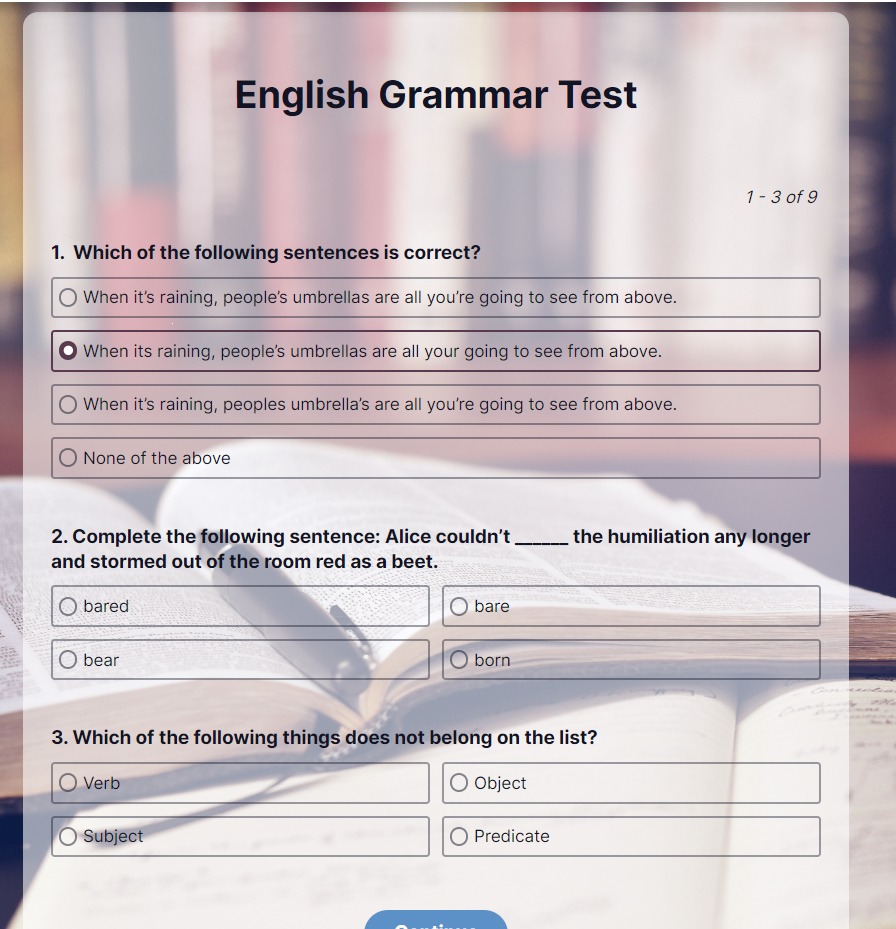 English Grammar Test
1 - 3 of 9
1. Which of the following sentences is correct?
When it’s raining, people’s umbrellas are all you’re going to see from above.
When its raining, people’s umbrellas are all your going to see from above.
When it’s raining, peoples umbrella’s are all you’re going to see from above.
None of the above
2. Complete the following sentence: Alice couldn’t ______ the humiliation any longer
and stormed out of the room red as a beet.
bared
bare
bear
born
3. Which of the following things does not belong on the list?
Verb
Object
Subject
Predicate
Continue